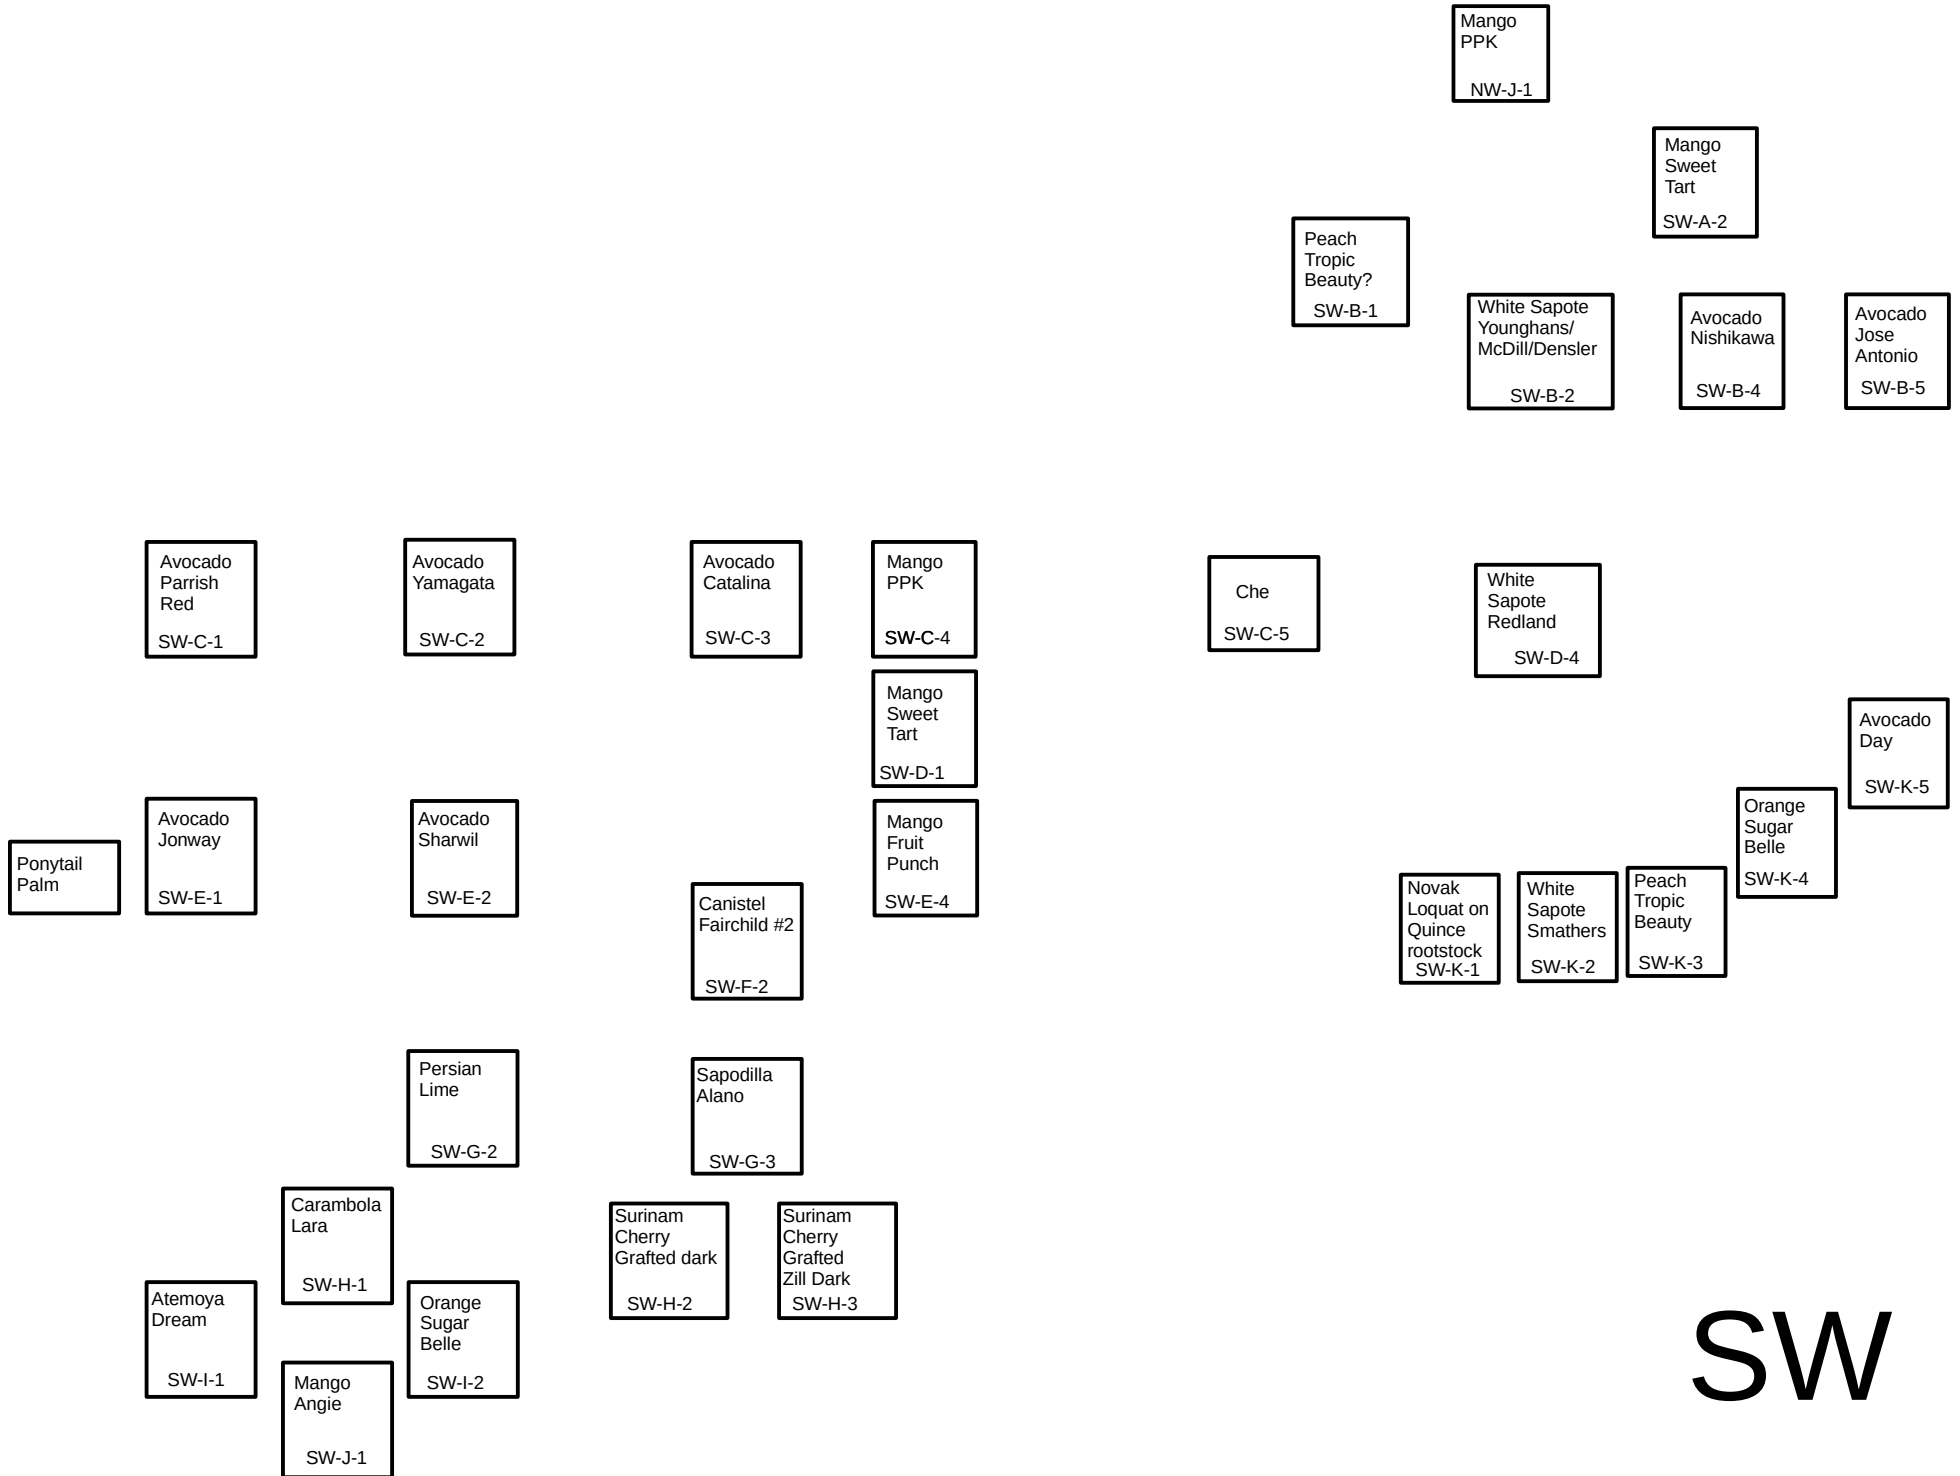 Mango
PPK
NW-J-1
Mango
Sweet
Tart
SW-A-2
Peach
Tropic
Beauty?
SW-B-1
White Sapote
Younghans/
McDill/Densler
SW-B-2
Avocado
Nishikawa
SW-B-4
Avocado
Jose
Antonio
SW-B-5
Avocado
Parrish
Red
SW-C-1
Avocado
Yamagata
SW-C-2
Avocado
Catalina
SW-C-3
Mango
PPK
SW-C-4
Che
SW-C-5
White
Sapote
Redland
SW-D-4
Mango
Sweet
Tart
SW-D-1
Avocado
Day
SW-K-5
Ponytail
Palm
Avocado
Jonway
SW-E-1
Avocado
Sharwil
SW-E-2
Canistel
Fairchild #2
SW-F-2
Mango
Fruit
Punch
SW-E-4
Novak
Loquat on
Quince
rootstock
SW-K-1
White
Sapote
Smathers
SW-K-2
Peach
Tropic
Beauty
SW-K-3
Orange
Sugar
Belle
SW-K-4
Persian
Lime
SW-G-2
Sapodilla
Alano
SW-G-3
Carambola
Lara
SW-H-1
Surinam
Cherry
Grafted dark
SW-H-2
Surinam
Cherry
Grafted
Zill Dark
SW-H-3
Atemoya
Dream
SW-I-1
Orange
Sugar
Belle
SW-I-2
Mango
Angie
SW-J-1
SW